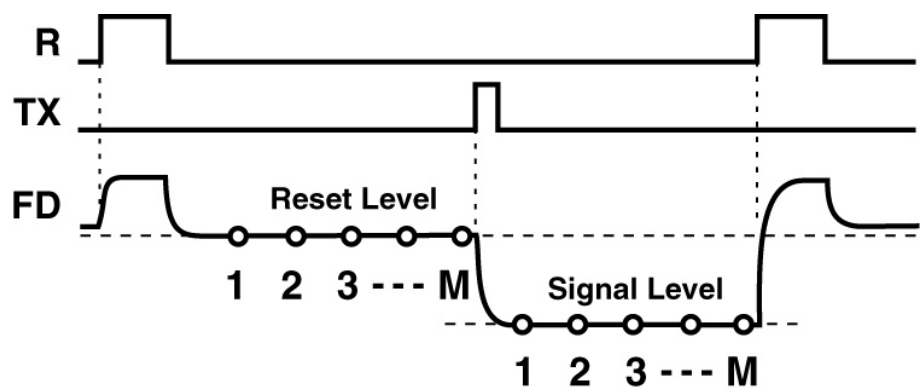 R
TX
FD
Reset Level
1 2 3 --- M
Signal Level
1 2 3 --- M